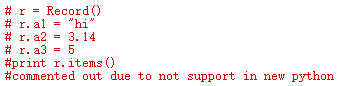 # r = Record()
# r.a1 = "hi"
# r.a2 = 3.14
# r.a3 = 5
#print r.items()
#commented out due to not support in new python